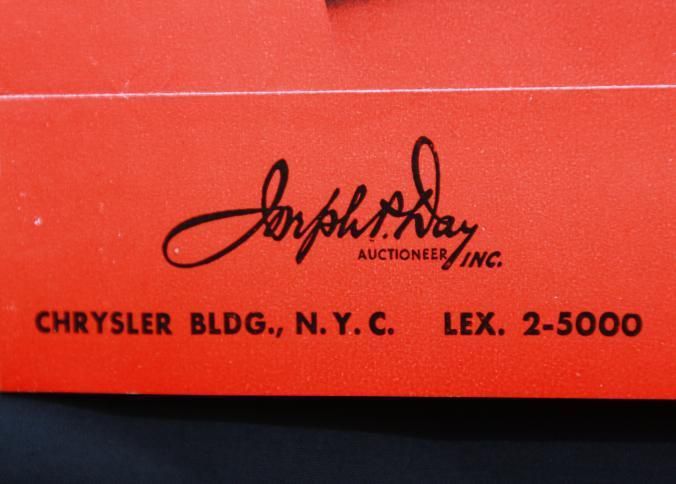 Joseph P. Day
AUCTIONEER INC.
CHRYSLER BLDG., N.Y.C. LEX. 2-5000